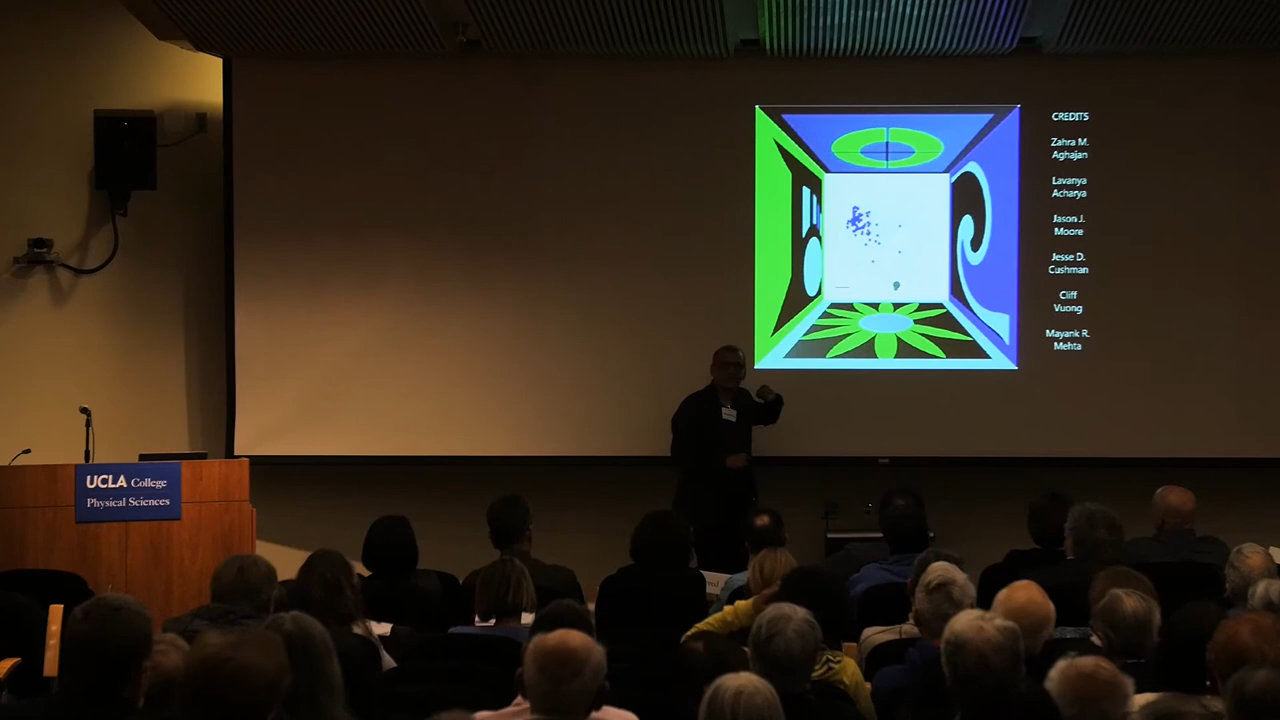 CREDITS
Zahra M.
Aghajan
Lavanya
Acharya
Jason J.
Moore
Jesse D.
Cushman
Cliff
Vuong
Mayank R.
Mehta
UCLA College
Physical Sciences